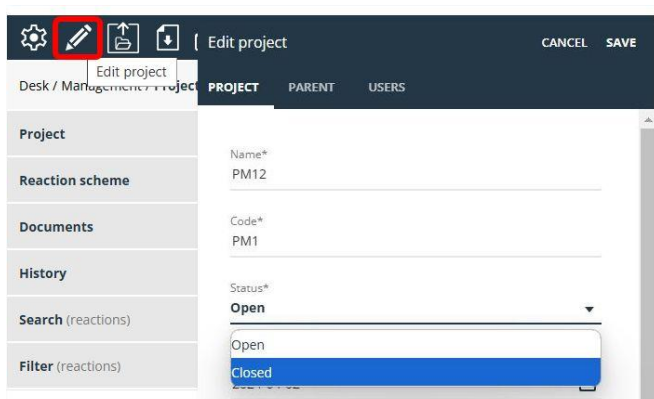 Edit project
CANCEL SAVE
Edit project
Desk / Management / Project
PROJECT PARENT USERS
Project
Reaction scheme
Documents
History
Search (reactions)
Filter (reactions)
Name*
PM12
Code*
PM1
Status*
Open
Open
Closed